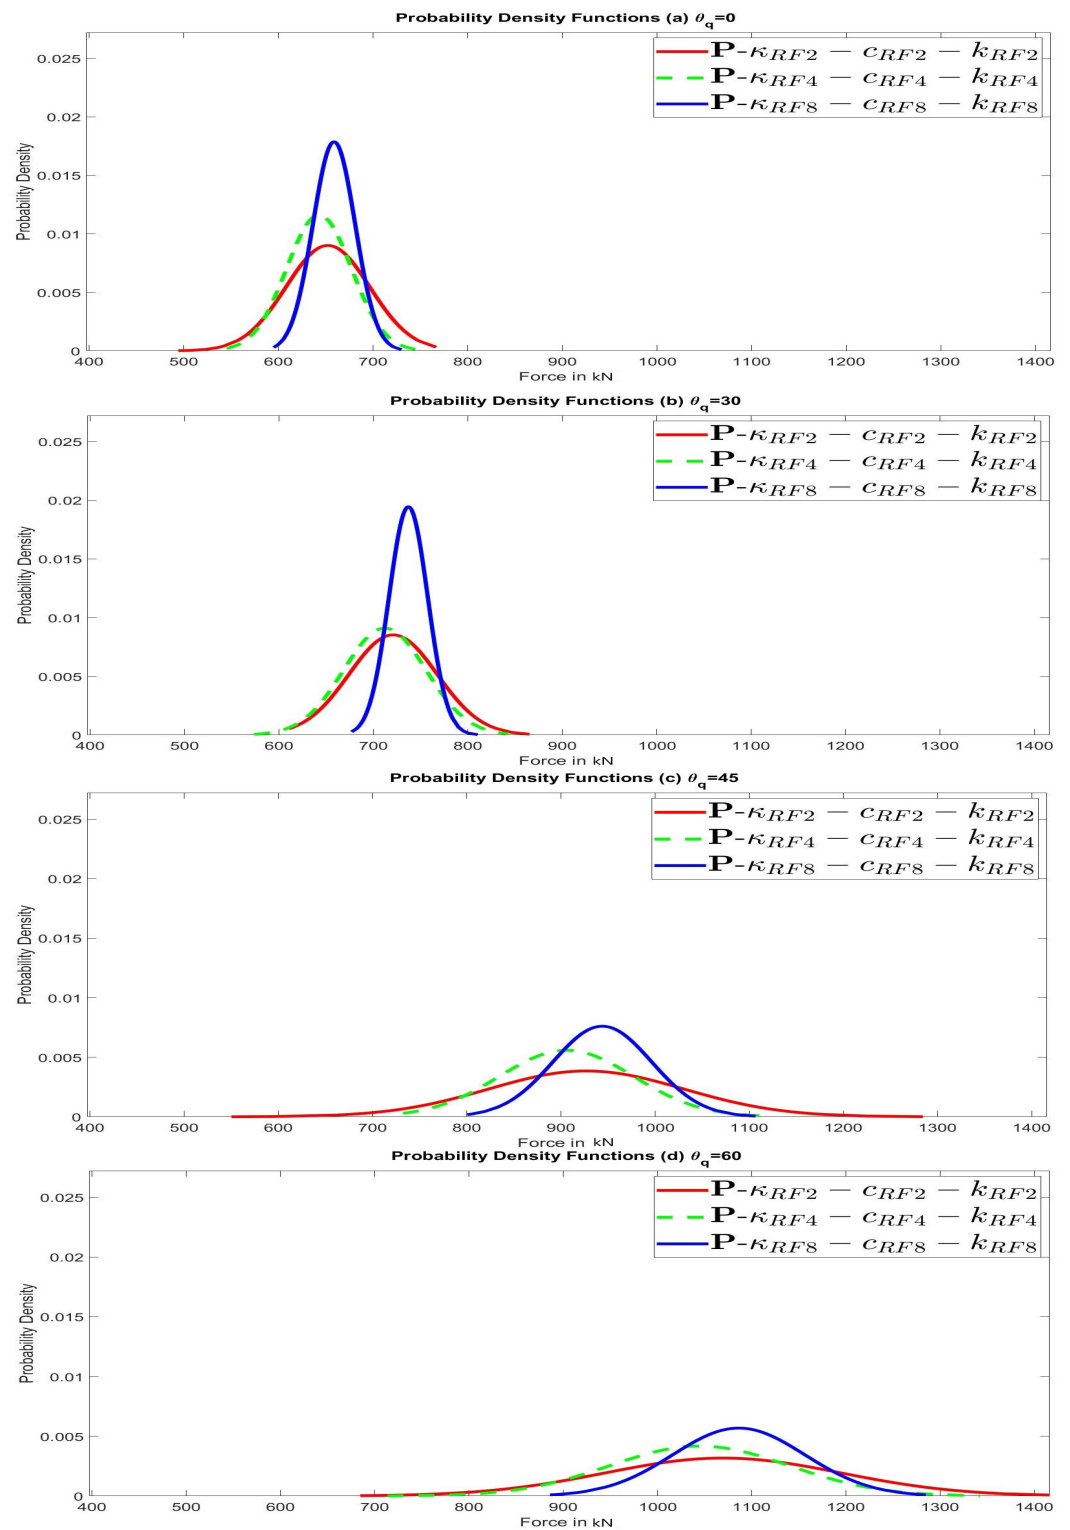 Probability Density Functions (a) θq=0
P-κRF2 − cRF2 − kRF2
P-κRF4 − cRF4 − kRF4
P-κRF8 − cRF8 − kRF8
Probability Density
0.025
0.02
0.015
0.01
0.005
0
400 500 600 700 800 900 1000 1100 1200 1300 1400
Force in kN
Probability Density Functions (b) θq=30
P-κRF2 − cRF2 − kRF2
P-κRF4 − cRF4 − kRF4
P-κRF8 − cRF8 − kRF8
Probability Density
0.025
0.02
0.015
0.01
0.005
0
400 500 600 700 800 900 1000 1100 1200 1300 1400
Force in kN
Probability Density Functions (c) θq=45
P-κRF2 − cRF2 − kRF2
P-κRF4 − cRF4 − kRF4
P-κRF8 − cRF8 − kRF8
Probability Density
0.025
0.02
0.015
0.01
0.005
0
400 500 600 700 800 900 1000 1100 1200 1300 1400
Force in kN
Probability Density Functions (d) θq=60
P-κRF2 − cRF2 − kRF2
P-κRF4 − cRF4 − kRF4
P-κRF8 − cRF8 − kRF8
Probability Density
0.025
0.02
0.015
0.01
0.005
0
400 500 600 700 800 900 1000 1100 1200 1300 1400
Force in kN